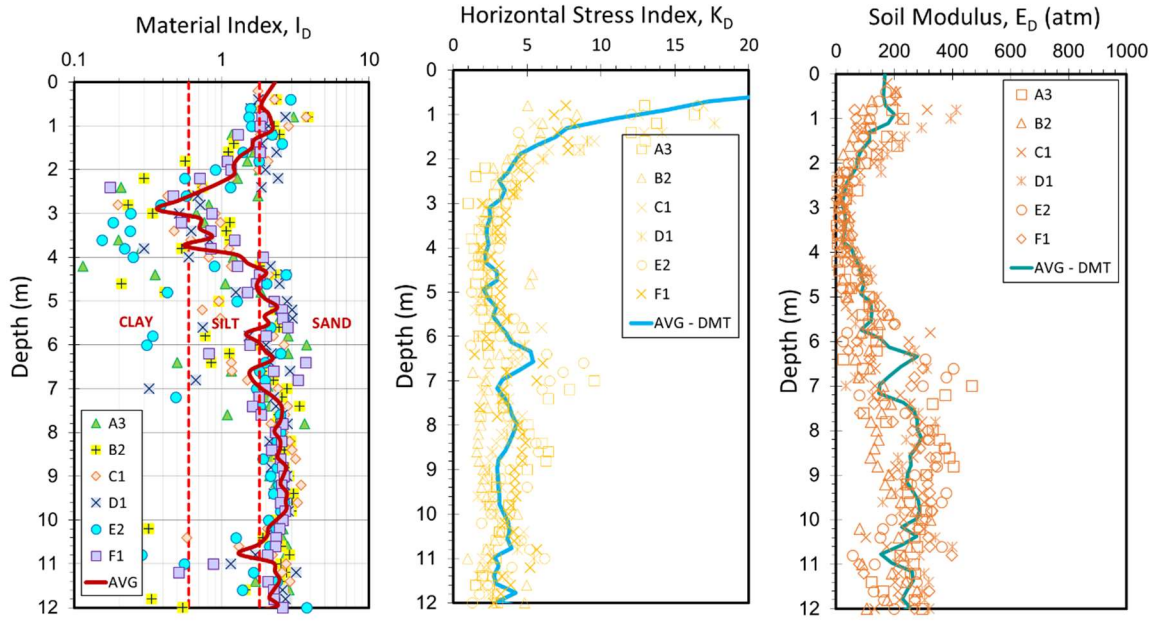 Material Index, I_D
0.1 1 10
0
1
2
3
4
5
6
7
8
9
10
11
12
Depth (m)
CLAY SILT SAND
A3
B2
C1
D1
E2
F1
AVG
Horizontal Stress Index, K_D
0 5 10 15 20
0
1
2
3
4
5
6
7
8
9
10
11
12
Depth (m)
A3
B2
C1
D1
E2
F1
AVG - DMT
Soil Modulus, E_D (atm)
0 200 400 600 800 1000
0
1
2
3
4
5
6
7
8
9
10
11
12
Depth (m)
A3
B2
C1
D1
E2
F1
AVG - DMT